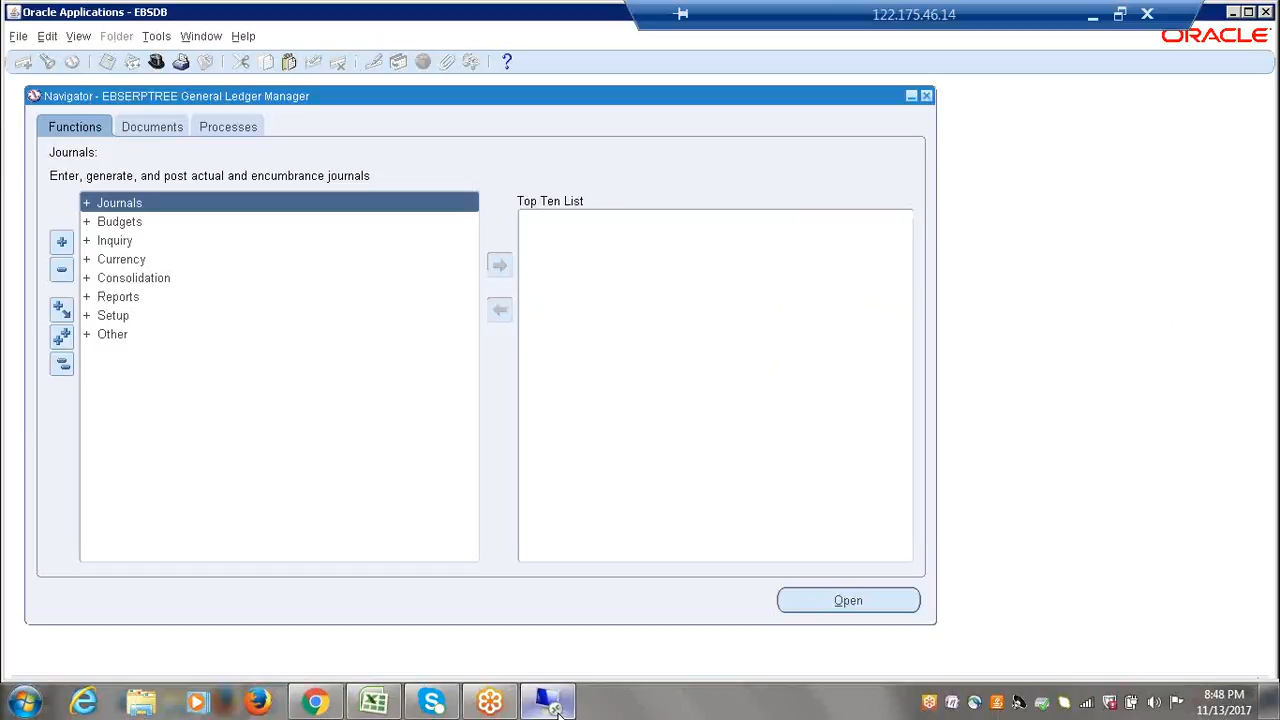 Oracle Applications - EBSDB
122.175.46.14
File Edit View Folder Tools Window Help
ORACLE
Navigator - EBSERPTREE General Ledger Manager
Functions Documents Processes
Journals:
Enter, generate, and post actual and encumbrance journals
Top Ten List
+ Journals
+ Budgets
+ Inquiry
+ Currency
+ Consolidation
+ Reports
+ Setup
+ Other
Open
8:48 PM
11/13/2017